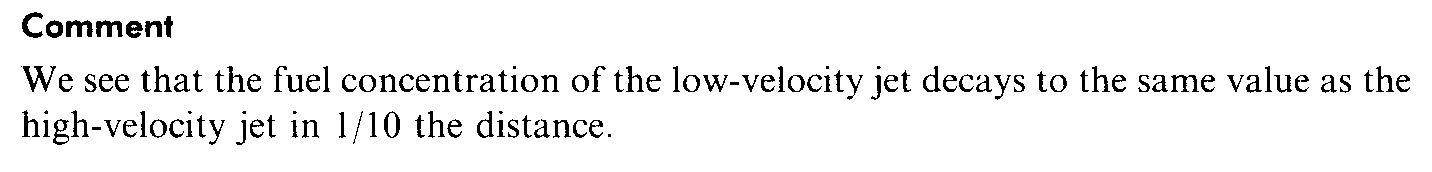 Comment
We see that the fuel concentration of the low-velocity jet decays to the same value as the
high-velocity jet in 1/10 the distance.